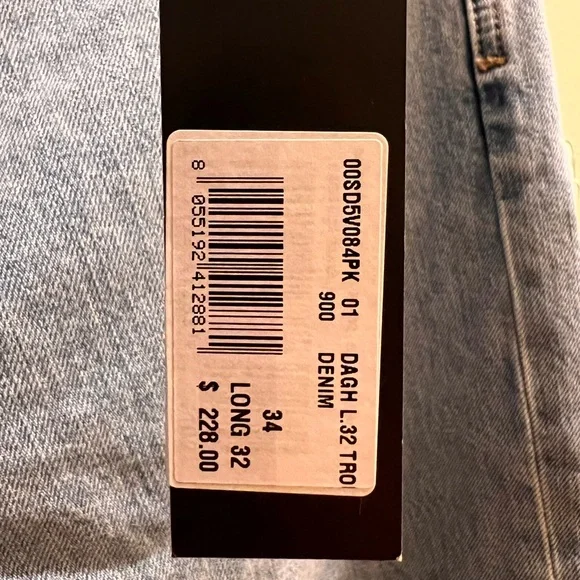 00SD5V084PK 01 DAGH L.32 TRO
900 DENIM
8 055192 412881
34
LONG 32
$ 228.00